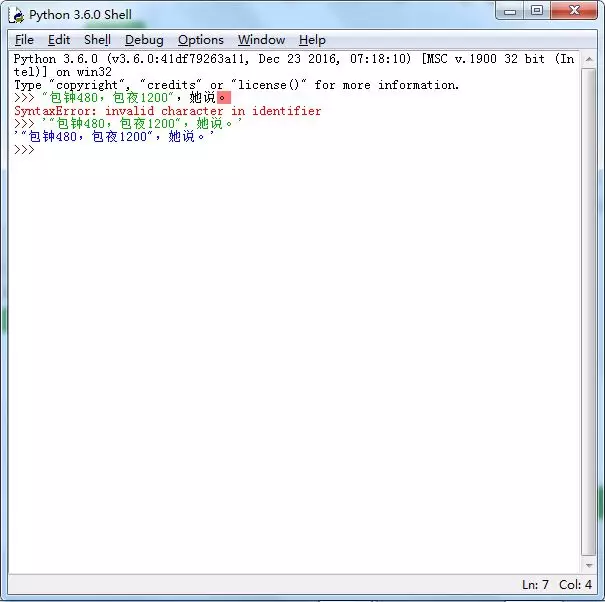 Python 3.6.0 Shell
File Edit Shell Debug Options Window Help
Python 3.6.0 (v3.6.0:41df79263a11, Dec 23 2016, 07:18:10) [MSC v.1900 32 bit (In
tel)] on win32
Type "copyright", "credits" or "license()" for more information.
>>> "包钟480，包夜1200"，她说。
SyntaxError: invalid character in identifier
>>> '"包钟480，包夜1200"，她说。'
'"包钟480，包夜1200"，她说。'
>>>
Ln: 7 Col: 4